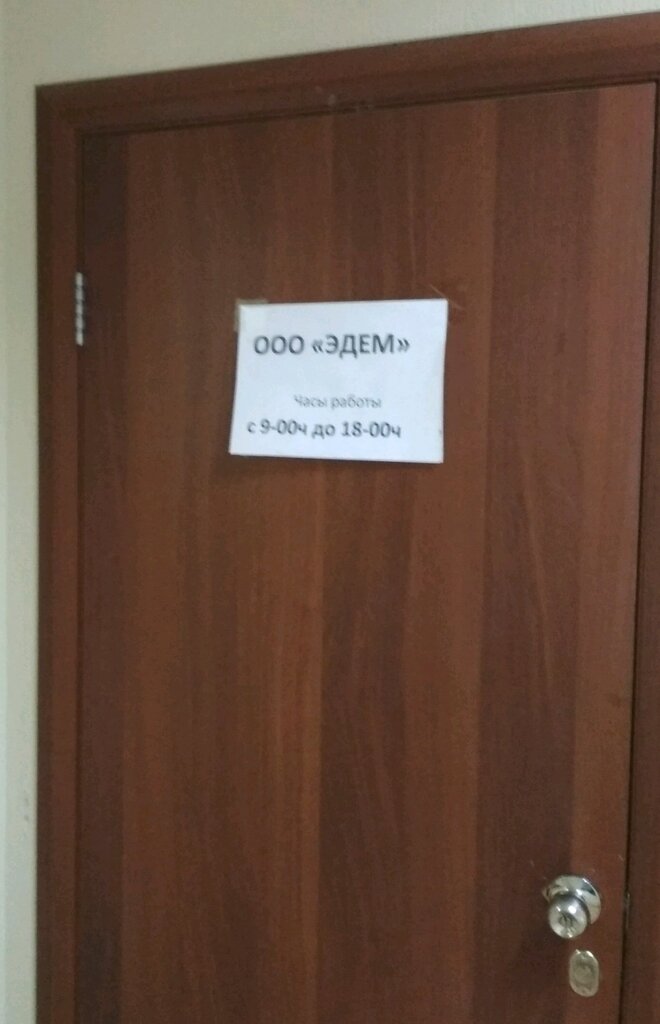 ООО «ЭДЕМ»
Часы работы
с 9-00ч до 18-00ч